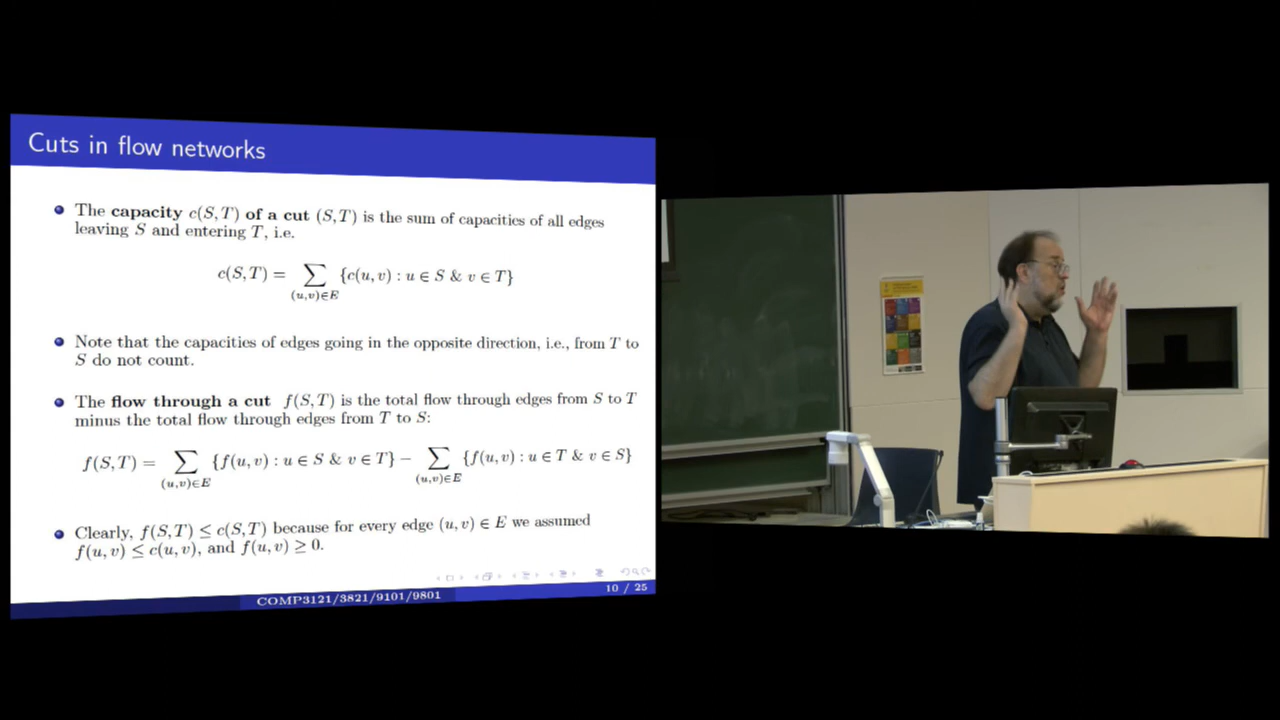 Cuts in flow networks
The capacity c(S,T) of a cut (S,T) is the sum of capacities of all edges
leaving S and entering T, i.e.
c(S,T) = ∑ {c(u,v) : u ∈ S & v ∈ T}
(u,v)∈E
Note that the capacities of edges going in the opposite direction, i.e., from T to
S do not count.
The flow through a cut f(S,T) is the total flow through edges from S to T
minus the total flow through edges from T to S:
f(S,T) = ∑ {f(u,v) : u ∈ S & v ∈ T} − ∑ {f(u,v) : u ∈ T & v ∈ S}
(u,v)∈E (u,v)∈E
Clearly, f(S,T) ≤ c(S,T) because for every edge (u,v) ∈ E we assumed
f(u,v) ≤ c(u,v), and f(u,v) ≥ 0.
COMP3121/3821/9101/9801
10 / 25